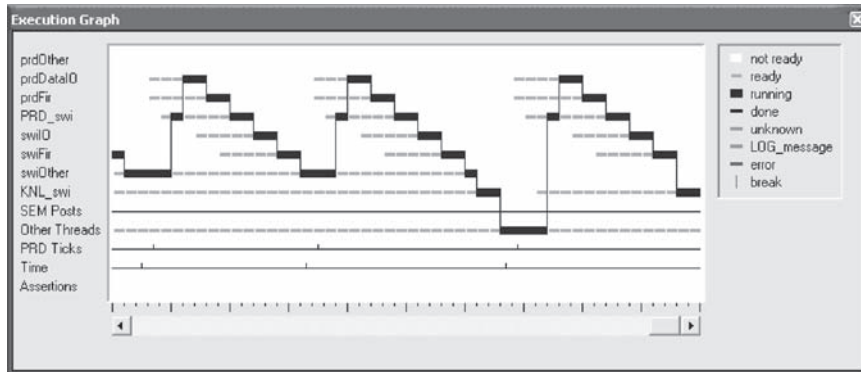 Execution Graph
prdOther
prdDataIO
prdFir
PRD_swi
swiIO
swiFir
swiOther
KNL_swi
SEM Posts
Other Threads
PRD Ticks
Time
Assertions
not ready
ready
running
done
unknown
LOG_message
error
break